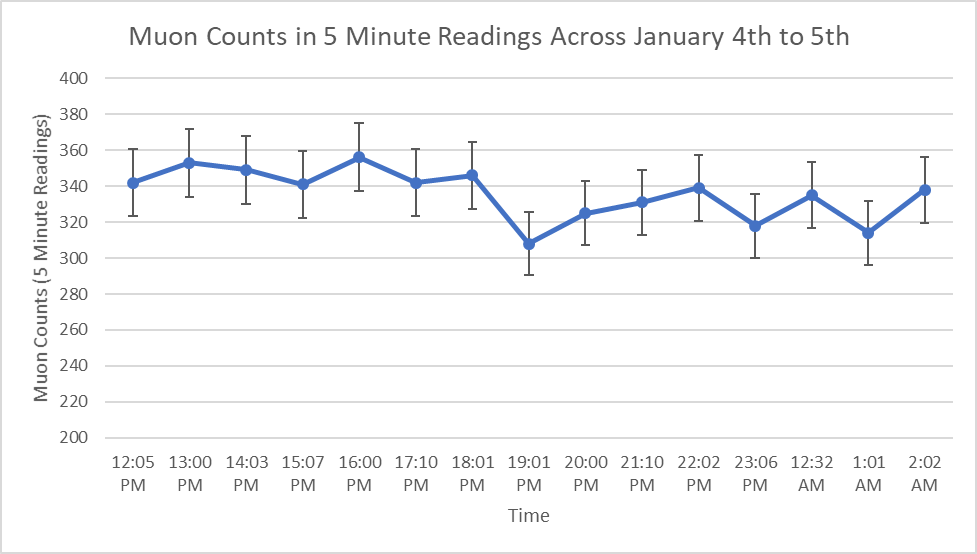 Muon Counts in 5 Minute Readings Across January 4th to 5th
Muon Counts (5 Minute Readings)
400
380
360
340
320
300
280
260
240
220
200
12:05 13:00 14:03 15:07 16:00 17:10 18:01 19:01 20:00 21:10 22:02 23:06 12:32 1:01 2:02
PM PM PM PM PM PM PM PM PM PM PM PM AM AM AM
Time